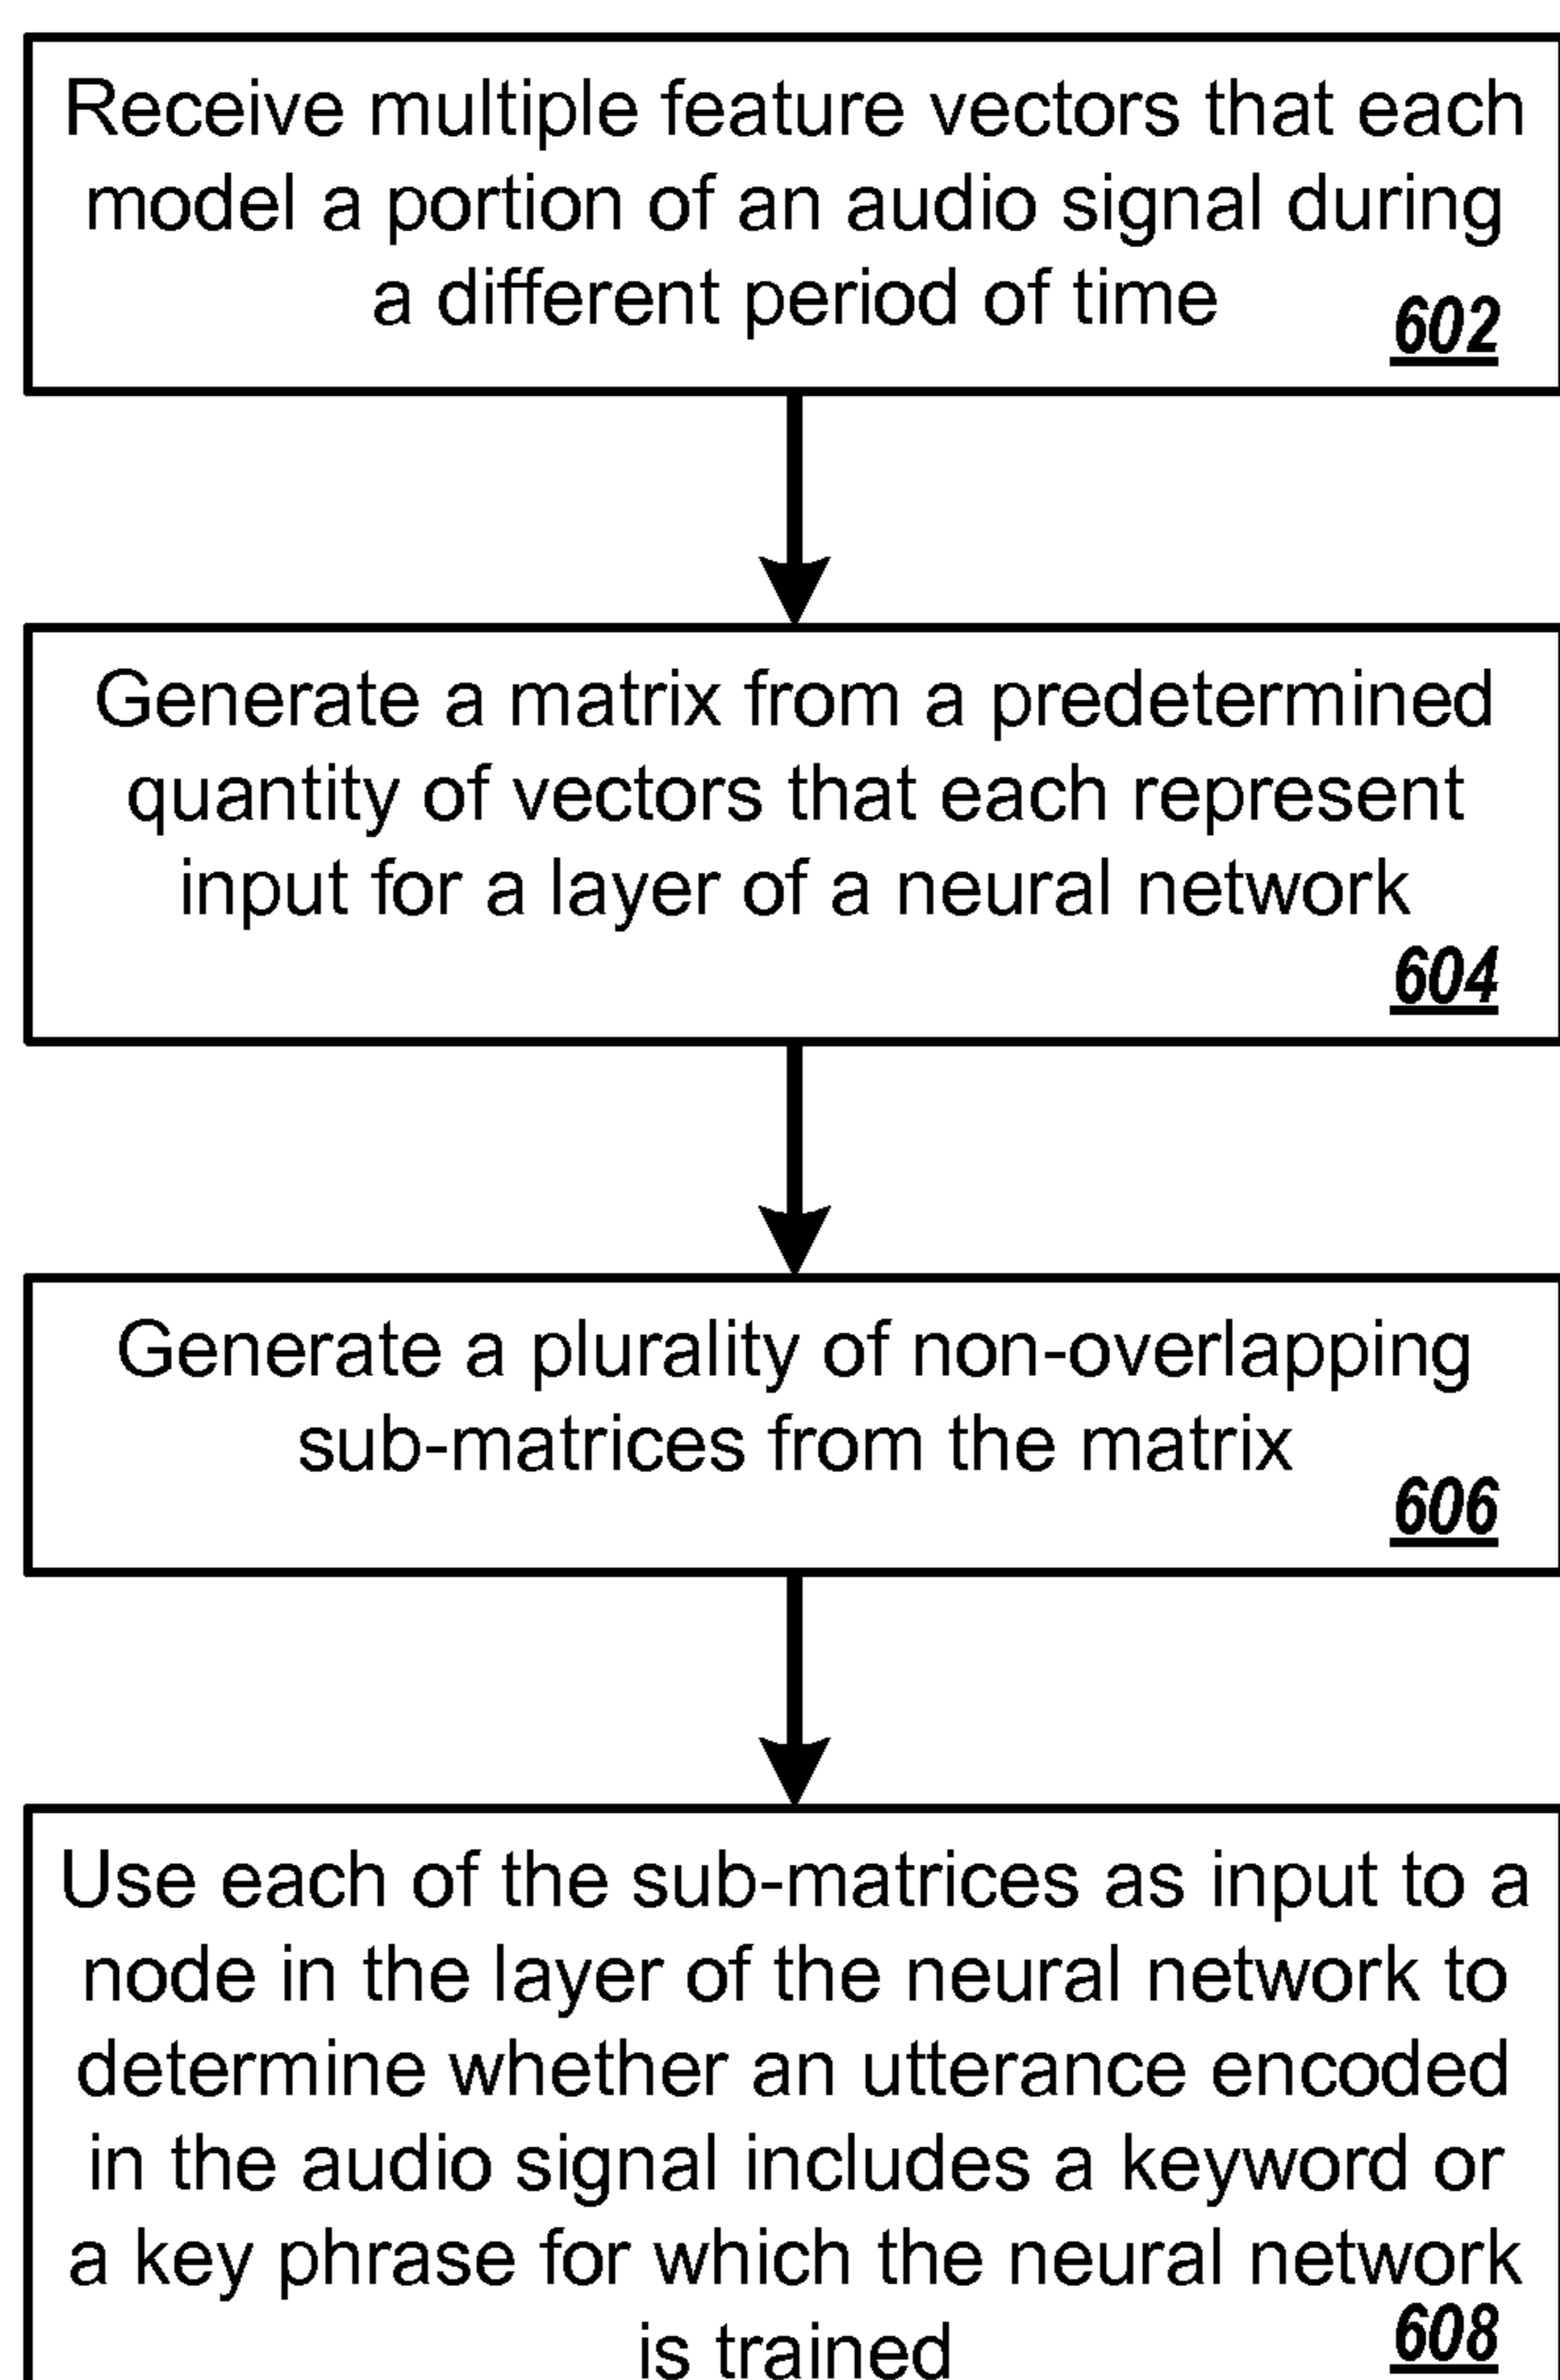 Receive multiple feature vectors that each
model a portion of an audio signal during
a different period of time
602
Generate a matrix from a predetermined
quantity of vectors that each represent
input for a layer of a neural network
604
Generate a plurality of non-overlapping
sub-matrices from the matrix
606
Use each of the sub-matrices as input to a
node in the layer of the neural network to
determine whether an utterance encoded
in the audio signal includes a keyword or
a key phrase for which the neural network
is trained
608